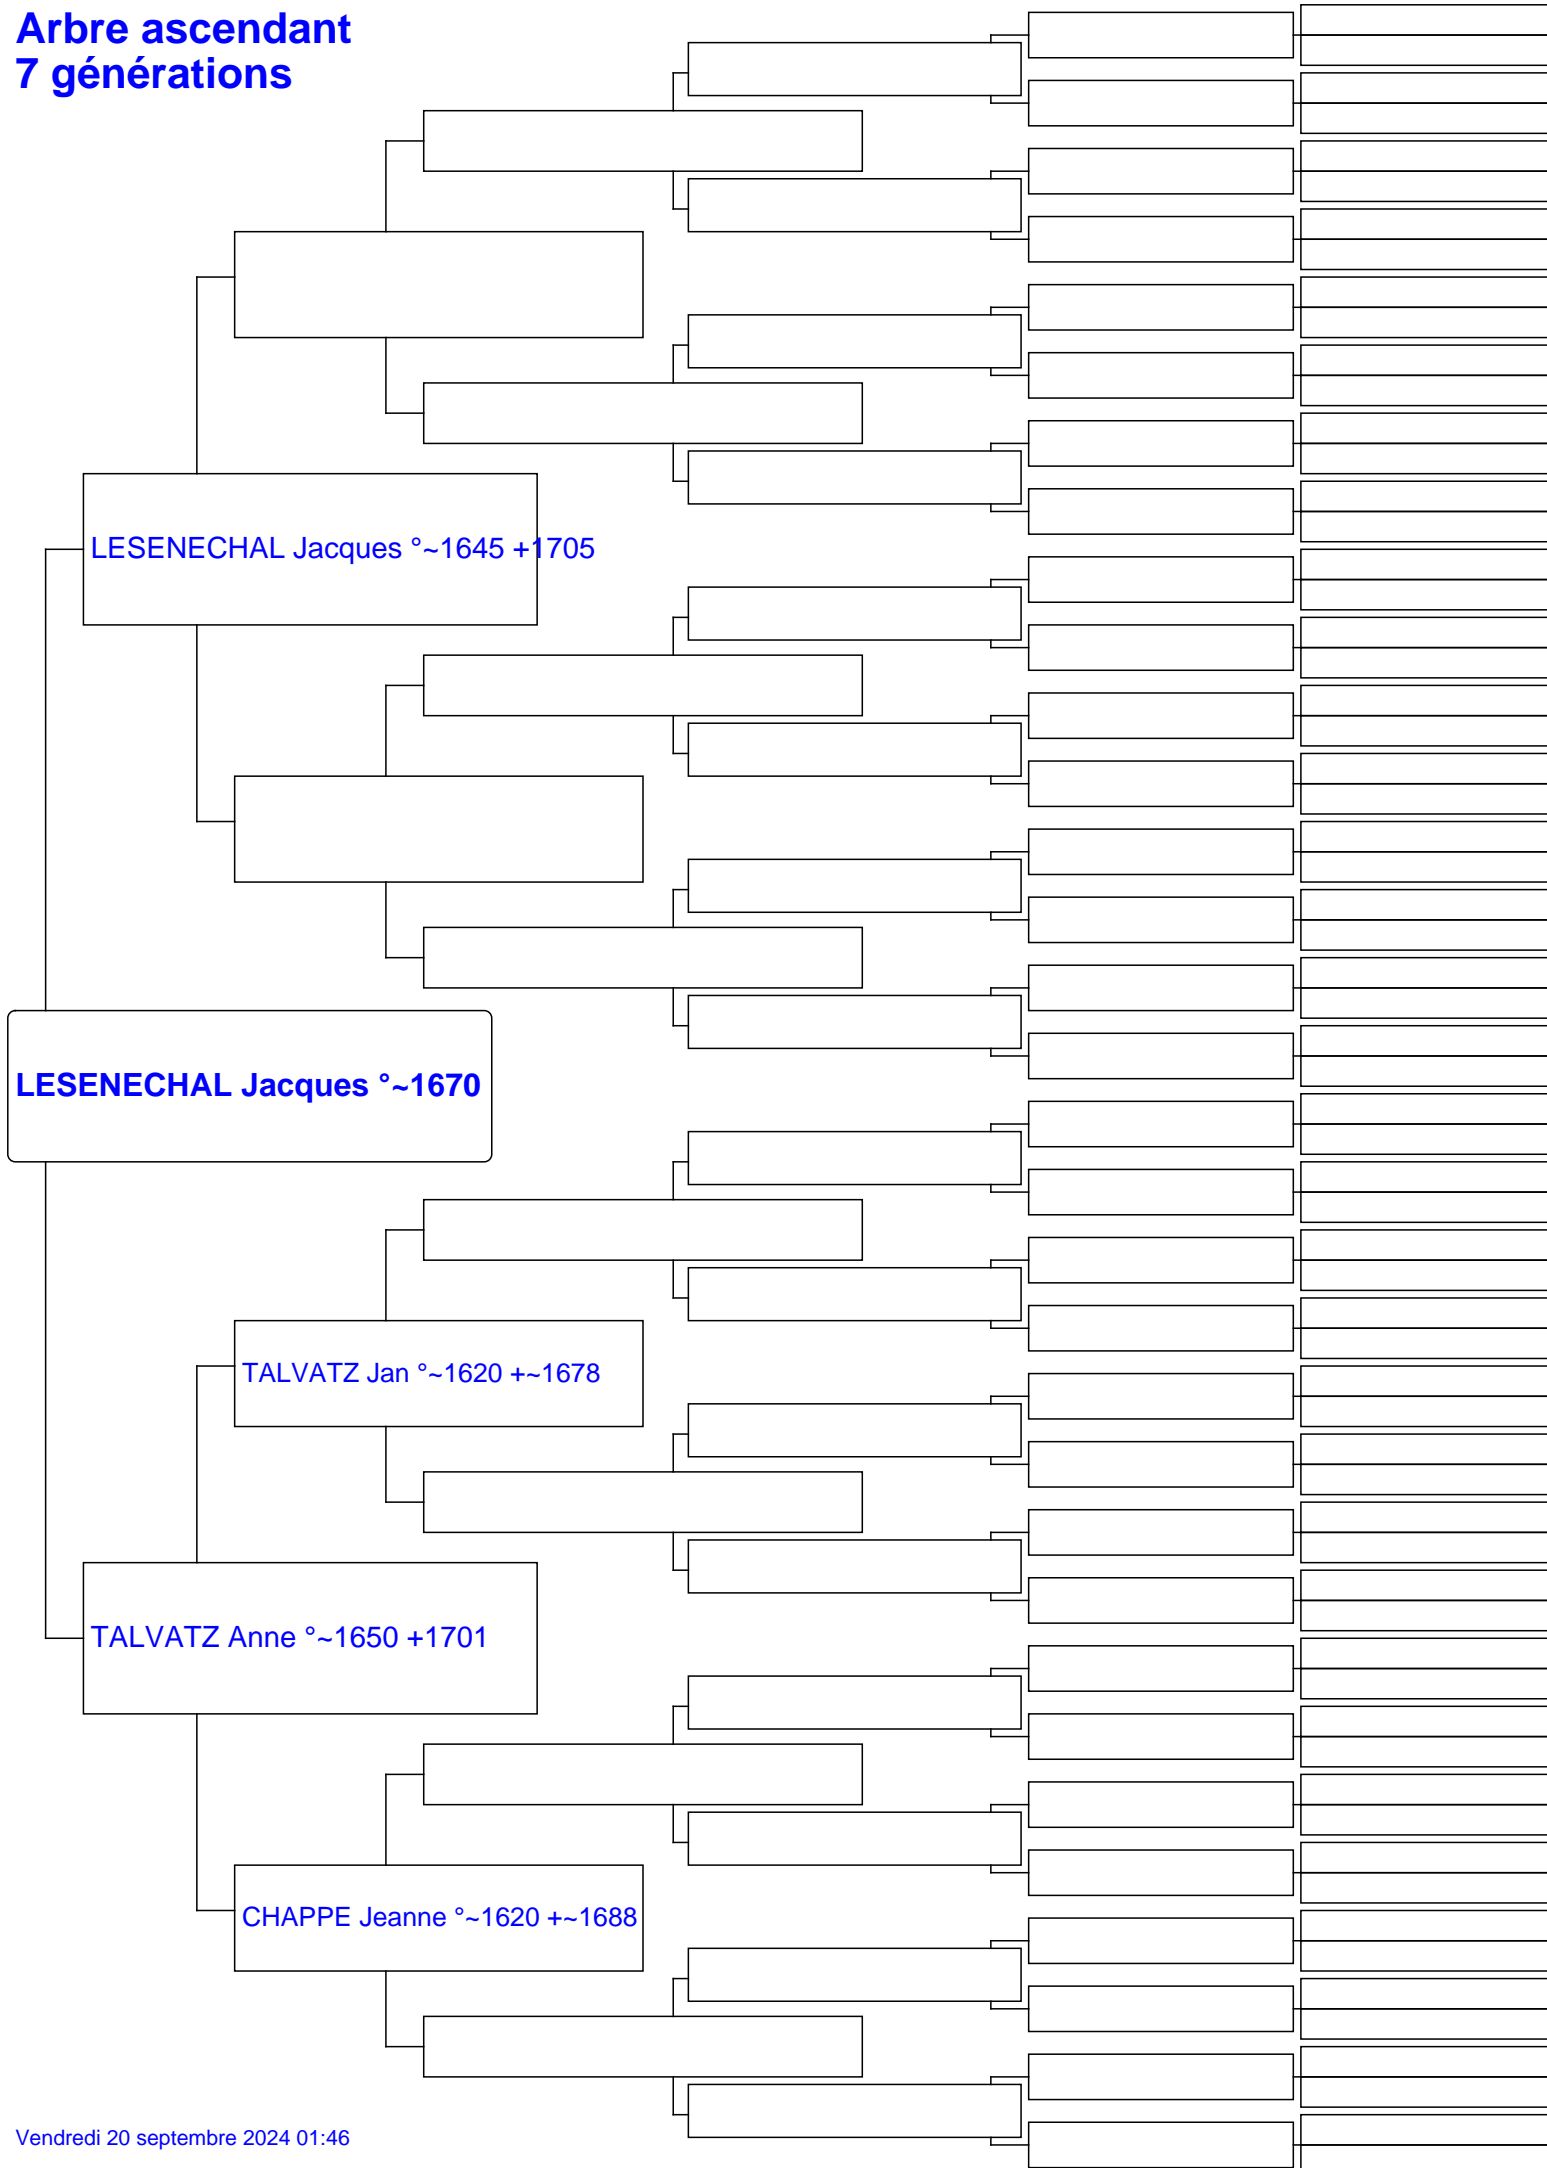 Arbre ascendant
7 générations
LESENECHAL Jacques °~1645 +1705
LESENECHAL Jacques °~1670
TALVATZ Jan °~1620 +~1678
TALVATZ Anne °~1650 +1701
CHAPPE Jeanne °~1620 +~1688
Vendredi 20 septembre 2024 01:46